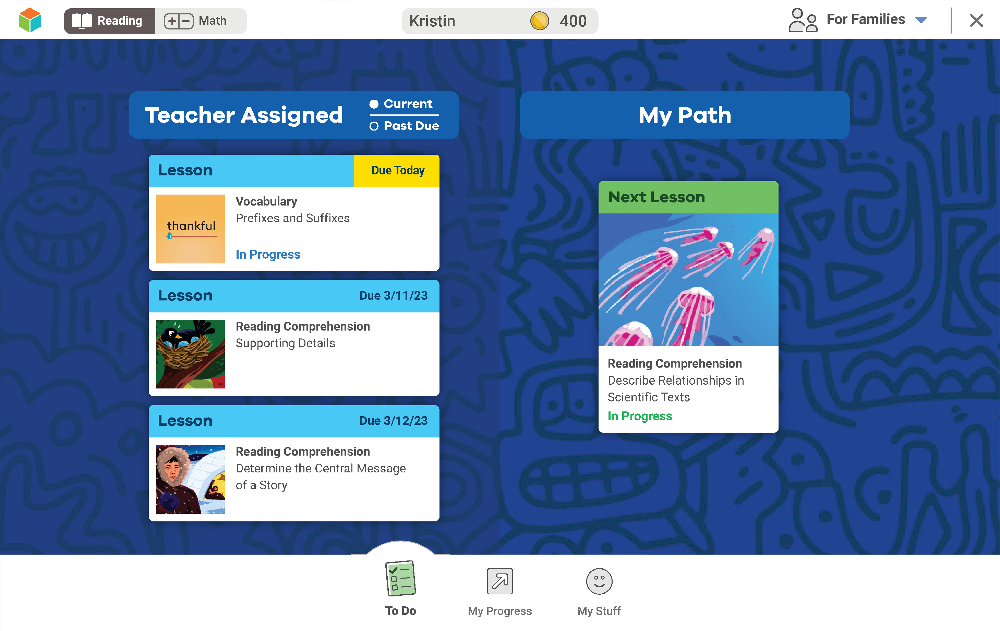 Reading
Math
Kristin
400
For Families
Teacher Assigned
Current
Past Due
Lesson
Due Today
thankful
Vocabulary
Prefixes and Suffixes
In Progress
Lesson
Due 3/11/23
Reading Comprehension
Supporting Details
Lesson
Due 3/12/23
Reading Comprehension
Determine the Central Message
of a Story
My Path
Next Lesson
Reading Comprehension
Describe Relationships in
Scientific Texts
In Progress
To Do
My Progress
My Stuff